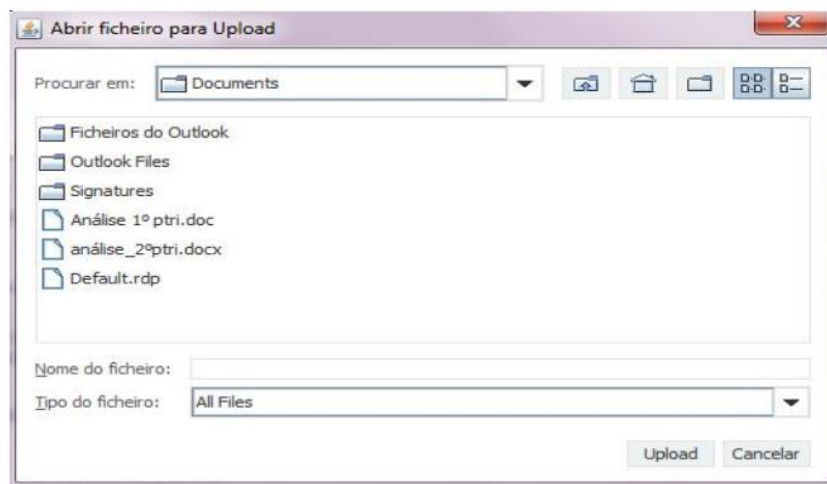 Abrir ficheiro para Upload
Procurar em: Documents
Ficheiros do Outlook
Outlook Files
Signatures
Análise 1º ptri.doc
análise_2ºptri.docx
Default.rdp
Nome do ficheiro:
Tipo do ficheiro: All Files
Upload Cancelar